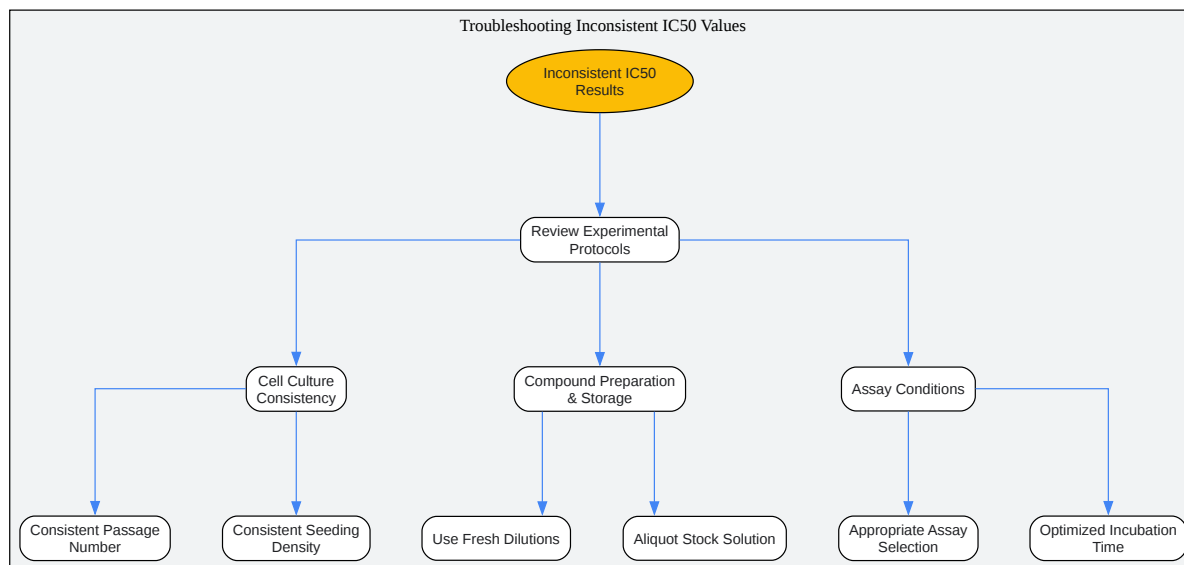 Troubleshooting Inconsistent IC50 Values
Inconsistent IC50
Results
Review Experimental
Protocols
Cell Culture
Consistency
Compound Preparation
& Storage
Assay Conditions
Consistent Passage
Number
Consistent Seeding
Density
Use Fresh Dilutions
Aliquot Stock Solution
Appropriate Assay
Selection
Optimized Incubation
Time